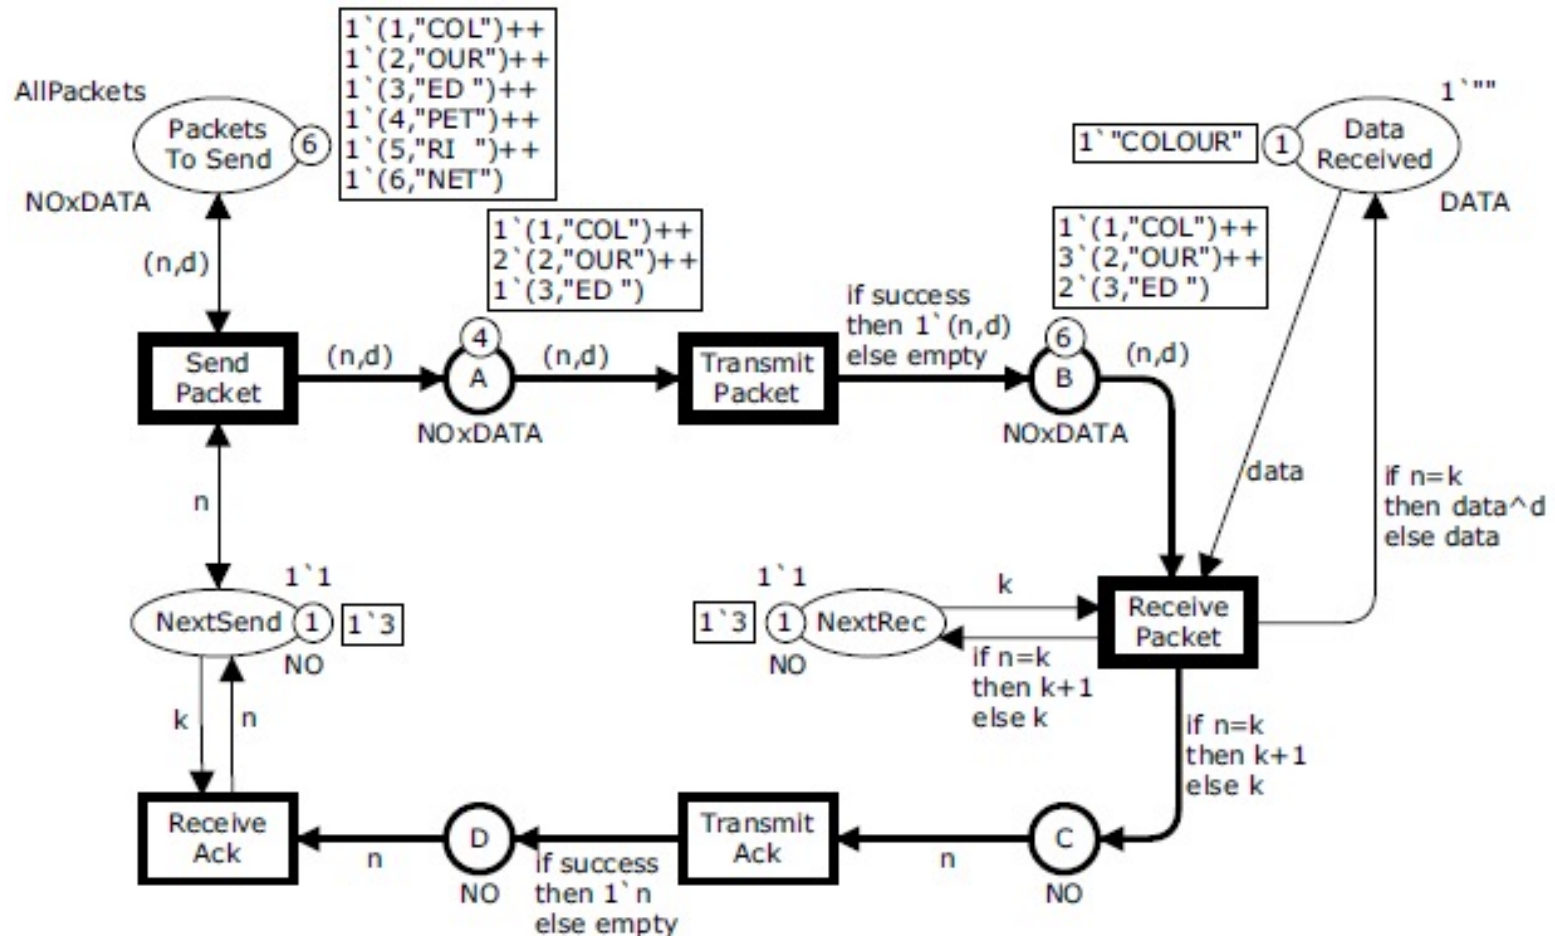 1`(1,"COL")++
1`(2,"OUR")++
1`(3,"ED ")++
1`(4,"PET")++
1`(5,"RI  ")++
1`(6,"NET")
AllPackets
Packets
To Send
6
NOxDATA
1`""
1`"COLOUR"
1
Data
Received
DATA
(n,d)
1`(1,"COL")++
2`(2,"OUR")++
1`(3,"ED ")
1`(1,"COL")++
3`(2,"OUR")++
2`(3,"ED ")
if success
then 1`(n,d)
else empty
Send
Packet
(n,d)
4
A
NOxDATA
(n,d)
Transmit
Packet
6
B
NOxDATA
(n,d)
data
if n=k
then data^d
else data
n
1`1
NextSend
1
1`3
NO
1`1
1`3
1
NextRec
NO
k
if n=k
then k+1
else k
Receive
Packet
if n=k
then k+1
else k
k
n
Receive
Ack
n
D
NO
if success
then 1`n
else empty
Transmit
Ack
n
C
NO